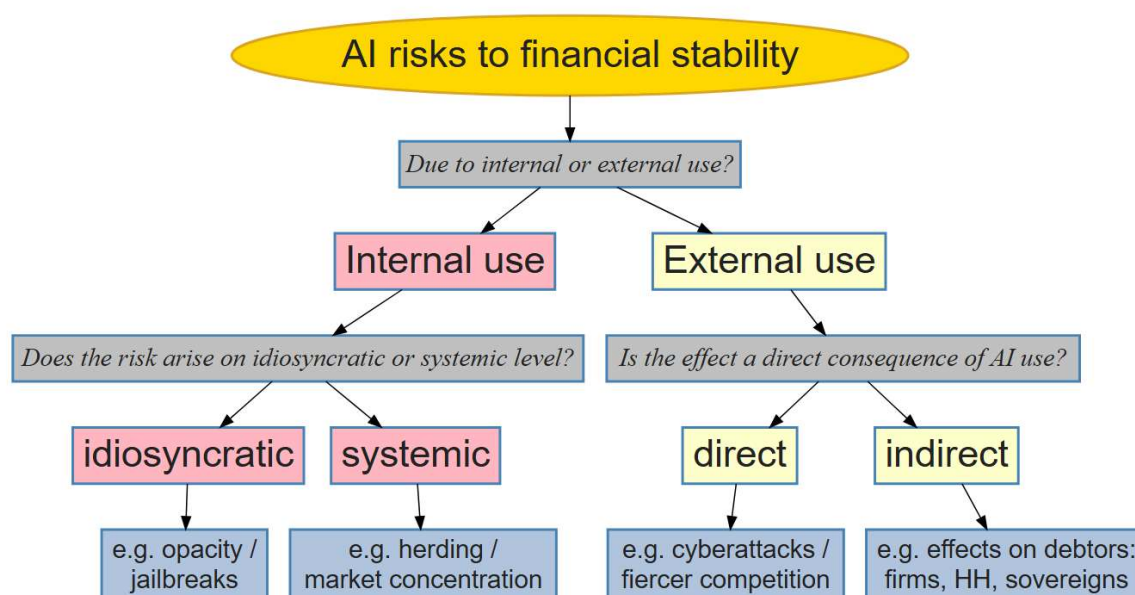 AI risks to financial stability
Due to internal or external use?
Internal use
External use
Does the risk arise on idiosyncratic or systemic level?
Is the effect a direct consequence of AI use?
idiosyncratic
systemic
direct
indirect
e.g. opacity /
jailbreaks
e.g. herding /
market concentration
e.g. cyberattacks /
fiercer competition
e.g. effects on debtors:
firms, HH, sovereigns